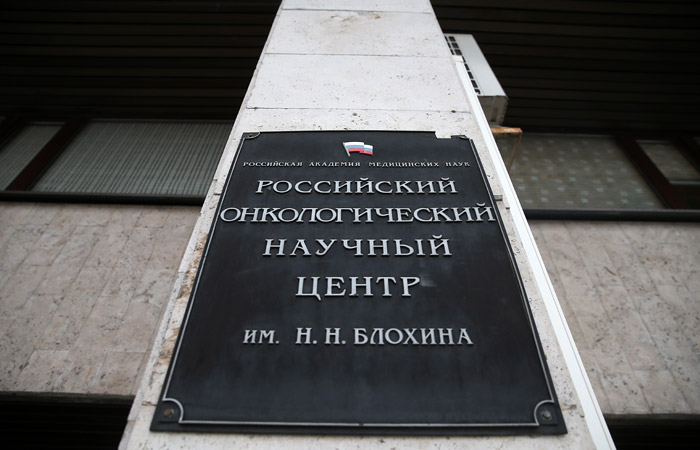 РОССИЙСКАЯ АКАДЕМИЯ МЕДИЦИНСКИХ НАУК
РОССИЙСКИЙ
ОНКОЛОГИЧЕСКИЙ
НАУЧНЫЙ
ЦЕНТР
ИМ. Н. Н. БЛОХИНА